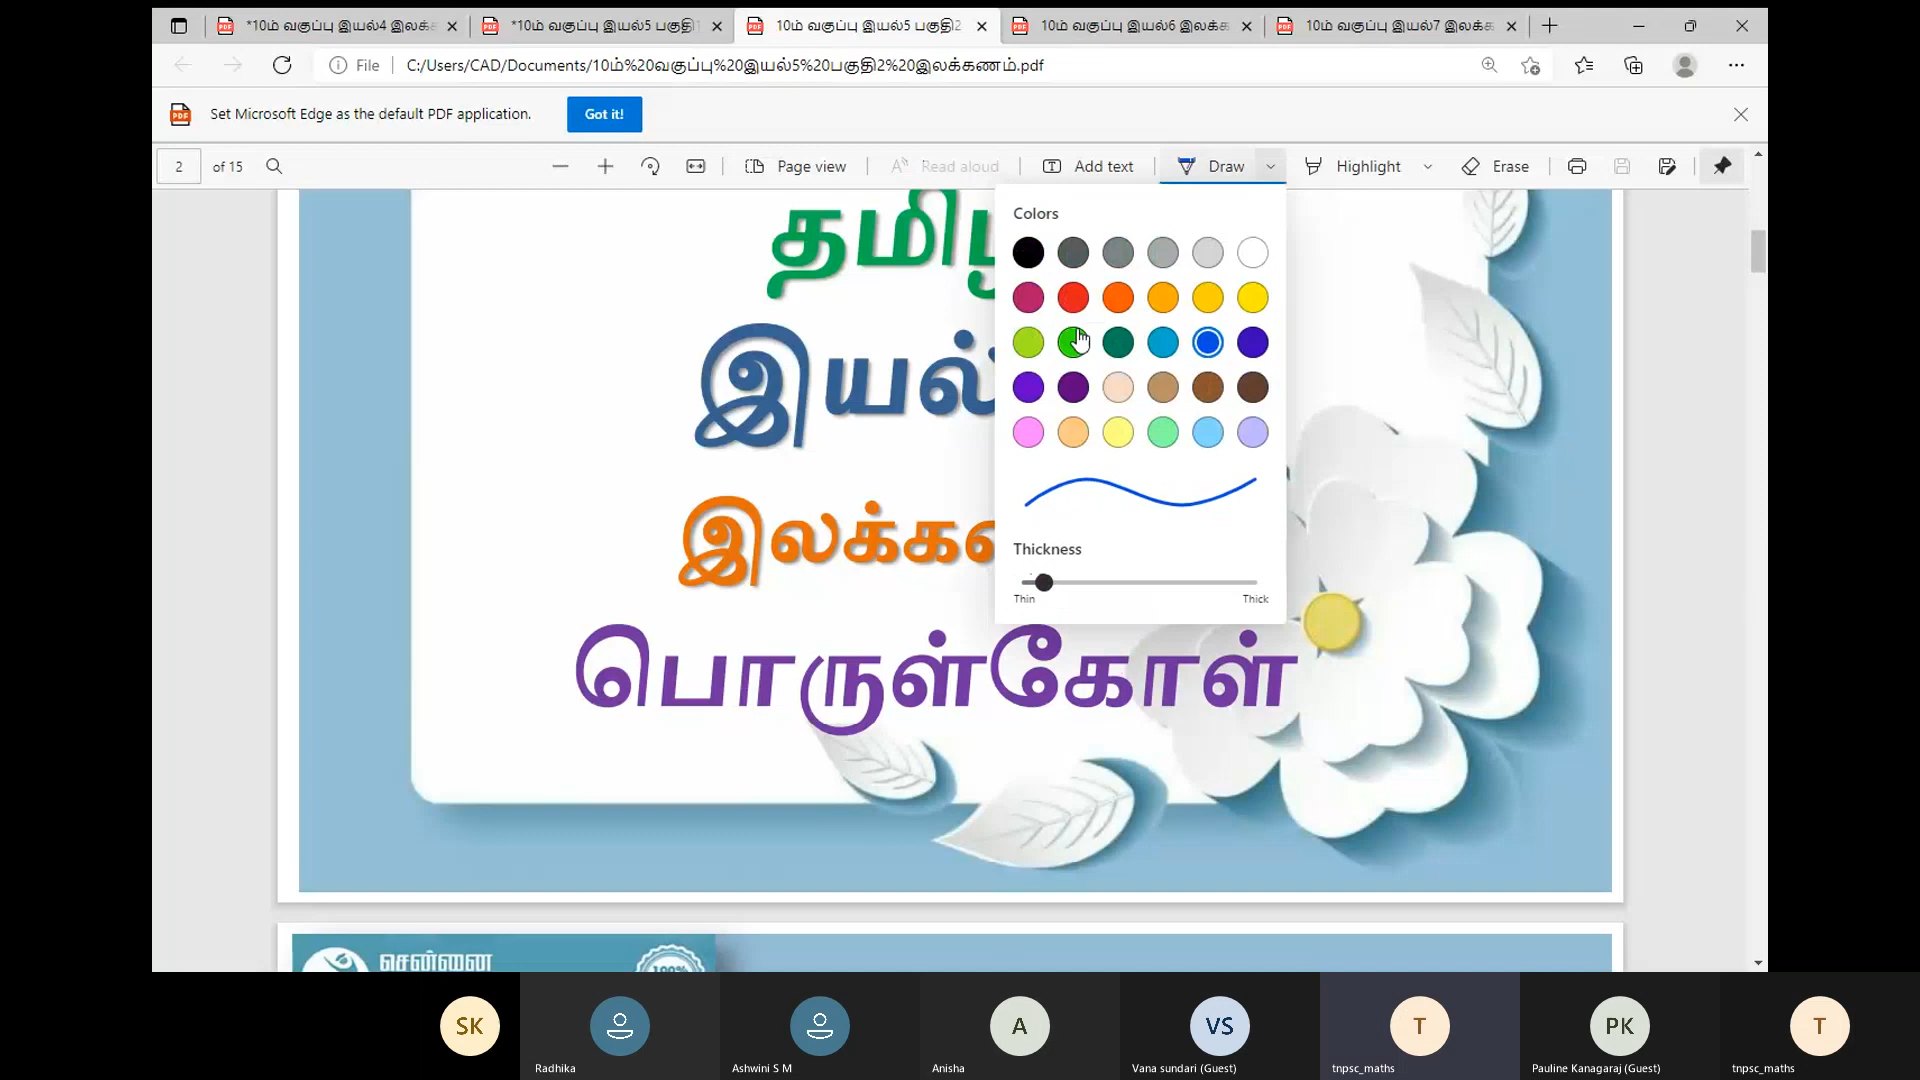 *10ம் வகுப்பு இயல்4 இலக்க
*10ம் வகுப்பு இயல்5 பகுதி1
10ம் வகுப்பு இயல்5 பகுதி2
10ம் வகுப்பு இயல்6 இலக்க
10ம் வகுப்பு இயல்7 இலக்க
File
C:/Users/CAD/Documents/10ம்%20வகுப்பு%20இயல்5%20பகுதி2%20இலக்கணம்.pdf
Set Microsoft Edge as the default PDF application.
Got it!
2 of 15
Page view
Read aloud
Add text
Draw
Highlight
Erase
Colors
இயல்
Thickness
Thin
Thick
பொருள்கோள்
சென்னை
100%
SK
A
VS
T
PK
T
Radhika
Ashwini S M
Anisha
Vana sundari (Guest)
tnpsc_maths
Pauline Kanagaraj (Guest)
tnpsc_maths